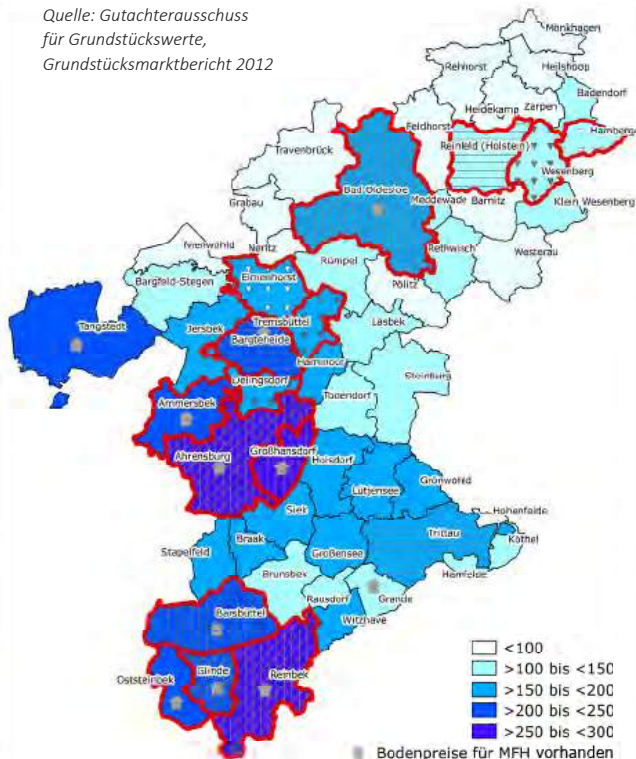 Quelle: Gutachterausschuss
für Grundstückswerte,
Grundstücksmarktbericht 2012
Mönkhagen
Rehhorst
Heilshoop
Badendorf
Heidekamp
Zarpen
Feldhorst
Hamberge
Travenbrück
Reinfeld (Holstein)
Wesenberg
Bad Oldesloe
Meddewade
Barnitz
Klein Wesenberg
Grabau
Rethwisch
Westerau
Nienwohld
Neritz
Rümpel
Pölitz
Bargfeld-Stegen
Elmenhorst
Tangstedt
Jersbek
Tremsbüttel
Lasbek
Bargteheide
Hammoor
Steinburg
Delingsdorf
Todendorf
Ammersbek
Ahrensburg
Großhansdorf
Hoisdorf
Lütjensee
Grönwohld
Siek
Hohenfelde
Stapelfeld
Braak
Großensee
Trittau
Köthel
Brunsbek
Hamfelde
Rausdorf
Grande
Witzhave
Barsbüttel
Oststeinbek
Glinde
Reinbek
<100
>100 bis <150
>150 bis <200
>200 bis <250
>250 bis <300
Bodenpreise für MFH vorhanden